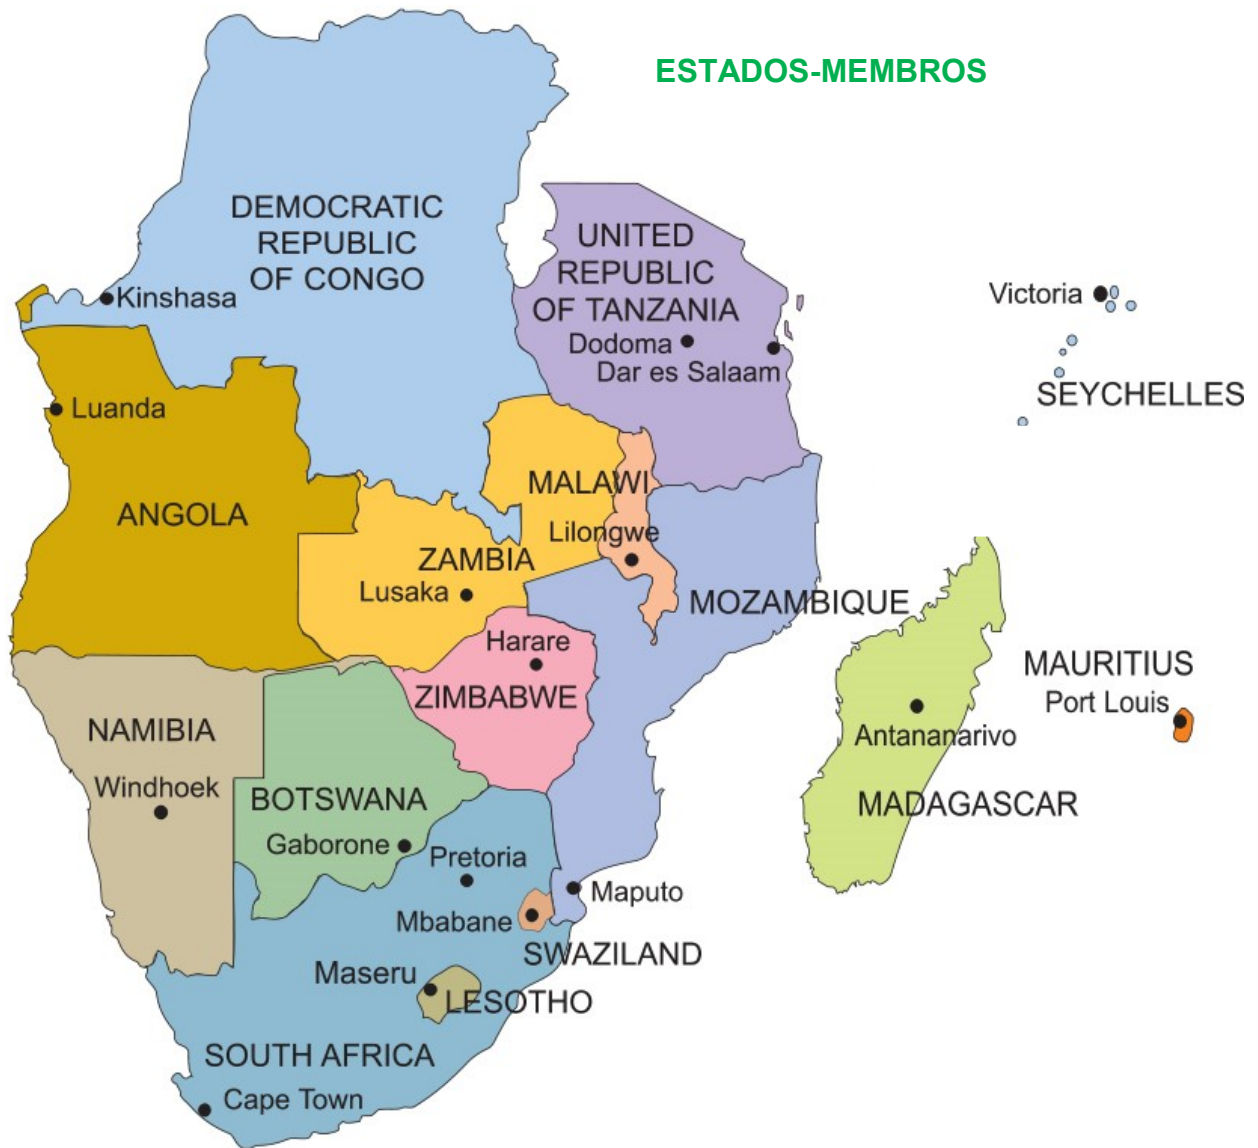 ESTADOS-MEMBROS
DEMOCRATIC
REPUBLIC
OF CONGO
UNITED
REPUBLIC
OF TANZANIA
Kinshasa
Victoria
Dodoma
Dar es Salaam
SEYCHELLES
Luanda
MALAWI
ANGOLA
Lilongwe
ZAMBIA
Lusaka
MOZAMBIQUE
Harare
MAURITIUS
Port Louis
ZIMBABWE
NAMIBIA
Antananarivo
Windhoek
BOTSWANA
MADAGASCAR
Gaborone
Pretoria
Maputo
Mbabane
SWAZILAND
Maseru
LESOTHO
SOUTH AFRICA
Cape Town